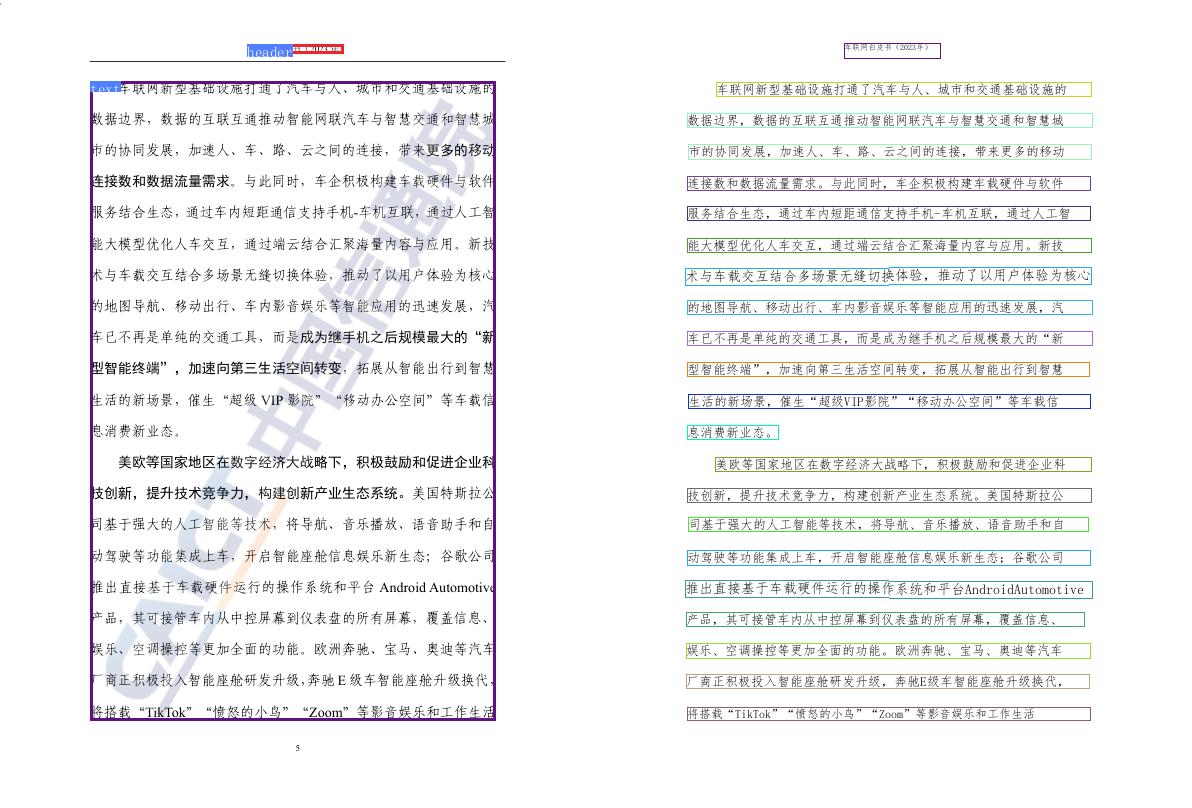 header
text车联网新型基础设施打通了汽车与人、城市和交通基础设施的
数据边界，数据的互联互通推动智能网联汽车与智慧交通和智慧城
市的协同发展，加速人、车、路、云之间的连接，带来更多的移动
连接数和数据流量需求。与此同时，车企积极构建车载硬件与软件
服务结合生态，通过车内短距通信支持手机-车机互联，通过人工智
能大模型优化人车交互，通过端云结合汇聚海量内容与应用。新技
术与车载交互结合多场景无缝切换体验，推动了以用户体验为核心
的地图导航、移动出行、车内影音娱乐等智能应用的迅速发展，汽
车已不再是单纯的交通工具，而是成为继手机之后规模最大的“新
型智能终端”，加速向第三生活空间转变，拓展从智能出行到智慧
生活的新场景，催生“超级 VIP 影院”“移动办公空间”等车载信
息消费新业态。
美欧等国家地区在数字经济大战略下，积极鼓励和促进企业科
技创新，提升技术竞争力，构建创新产业生态系统。美国特斯拉公
司基于强大的人工智能等技术，将导航、音乐播放、语音助手和自
动驾驶等功能集成上车，开启智能座舱信息娱乐新生态；谷歌公司
推出直接基于车载硬件运行的操作系统和平台 Android Automotive
产品，其可接管车内从中控屏幕到仪表盘的所有屏幕，覆盖信息、
娱乐、空调操控等更加全面的功能。欧洲奔驰、宝马、奥迪等汽车
厂商正积极投入智能座舱研发升级，奔驰 E 级车智能座舱升级换代，
将搭载“TikTok”“愤怒的小鸟”“Zoom”等影音娱乐和工作生活
CAICT 中国信通院
5
车联网白皮书（2023年）
车联网新型基础设施打通了汽车与人、城市和交通基础设施的
数据边界，数据的互联互通推动智能网联汽车与智慧交通和智慧城
市的协同发展，加速人、车、路、云之间的连接，带来更多的移动
连接数和数据流量需求。与此同时，车企积极构建车载硬件与软件
服务结合生态，通过车内短距通信支持手机-车机互联，通过人工智
能大模型优化人车交互，通过端云结合汇聚海量内容与应用。新技
术与车载交互结合多场景无缝切换体验，推动了以用户体验为核心
的地图导航、移动出行、车内影音娱乐等智能应用的迅速发展，汽
车已不再是单纯的交通工具，而是成为继手机之后规模最大的“新
型智能终端”，加速向第三生活空间转变，拓展从智能出行到智慧
生活的新场景，催生“超级VIP影院”“移动办公空间”等车载信
息消费新业态。
美欧等国家地区在数字经济大战略下，积极鼓励和促进企业科
技创新，提升技术竞争力，构建创新产业生态系统。美国特斯拉公
司基于强大的人工智能等技术，将导航、音乐播放、语音助手和自
动驾驶等功能集成上车，开启智能座舱信息娱乐新生态；谷歌公司
推出直接基于车载硬件运行的操作系统和平台AndroidAutomotive
产品，其可接管车内从中控屏幕到仪表盘的所有屏幕，覆盖信息、
娱乐、空调操控等更加全面的功能。欧洲奔驰、宝马、奥迪等汽车
厂商正积极投入智能座舱研发升级，奔驰E级车智能座舱升级换代，
将搭载“TikTok”“愤怒的小鸟”“Zoom”等影音娱乐和工作生活